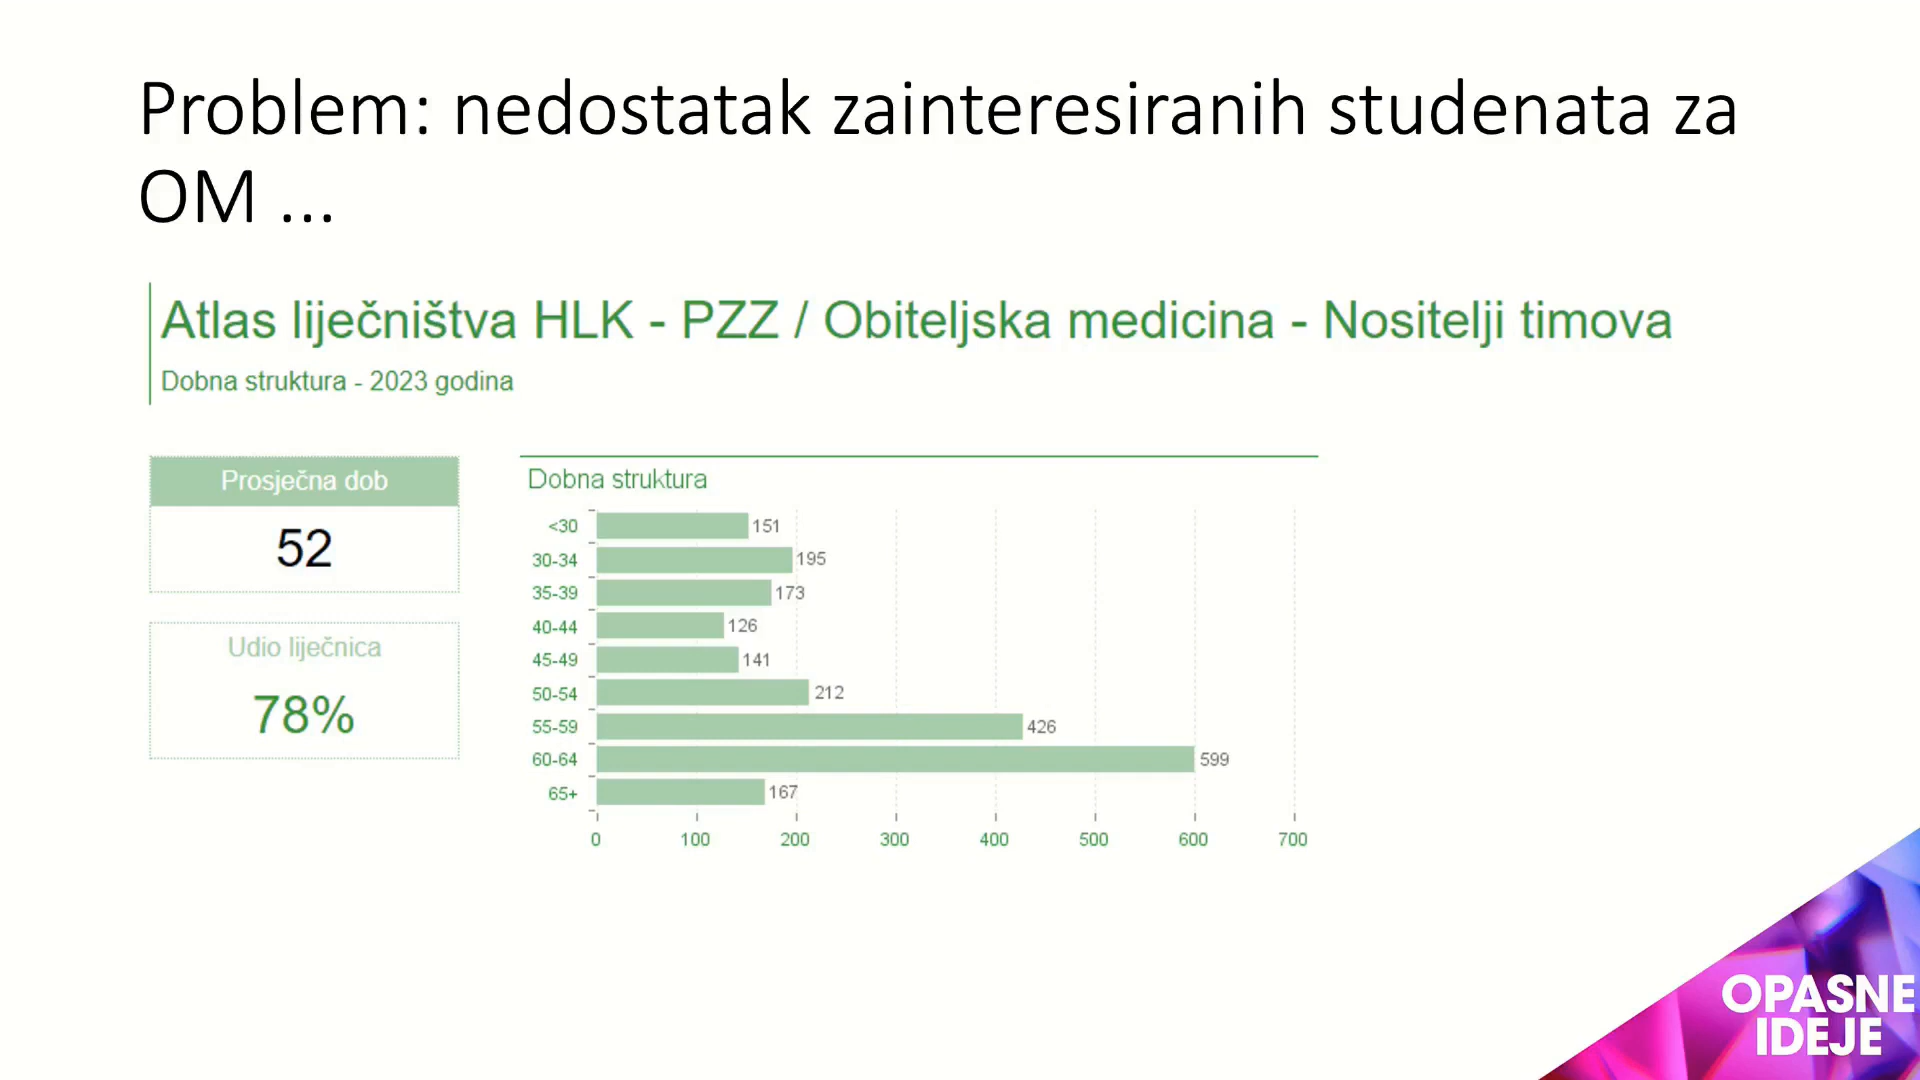 Problem: nedostatak zainteresiranih studenata za
OM ...
Atlas liječništva HLK - PZZ / Obiteljska medicina - Nositelji timova
Dobna struktura - 2023 godina
Prosječna dob
52
Udio liječnica
78%
Dobna struktura
<30 151
30-34 195
35-39 173
40-44 126
45-49 141
50-54 212
55-59 426
60-64 599
65+ 167
0 100 200 300 400 500 600 700
OPASNE
IDEJE